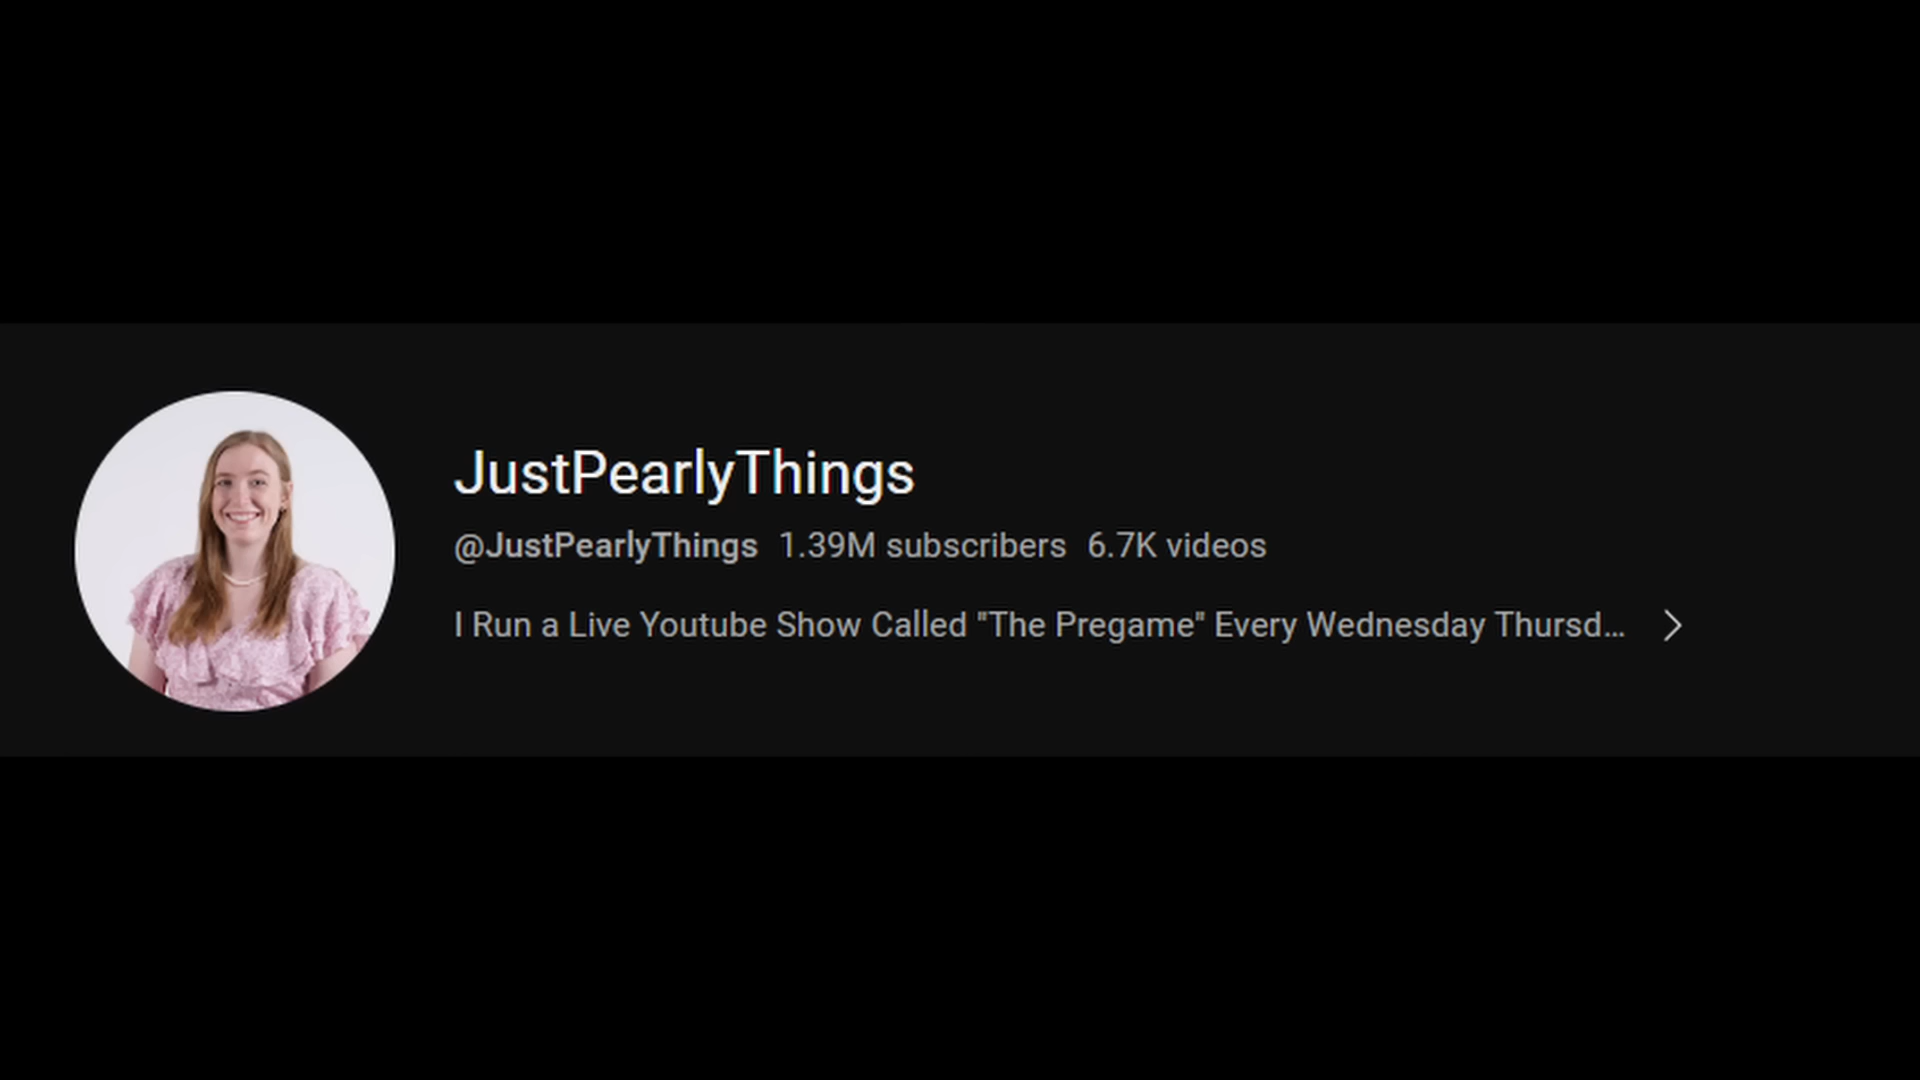 JustPearlyThings
@JustPearlyThings 1.39M subscribers 6.7K videos
I Run a Live Youtube Show Called "The Pregame" Every Wednesday Thursd...